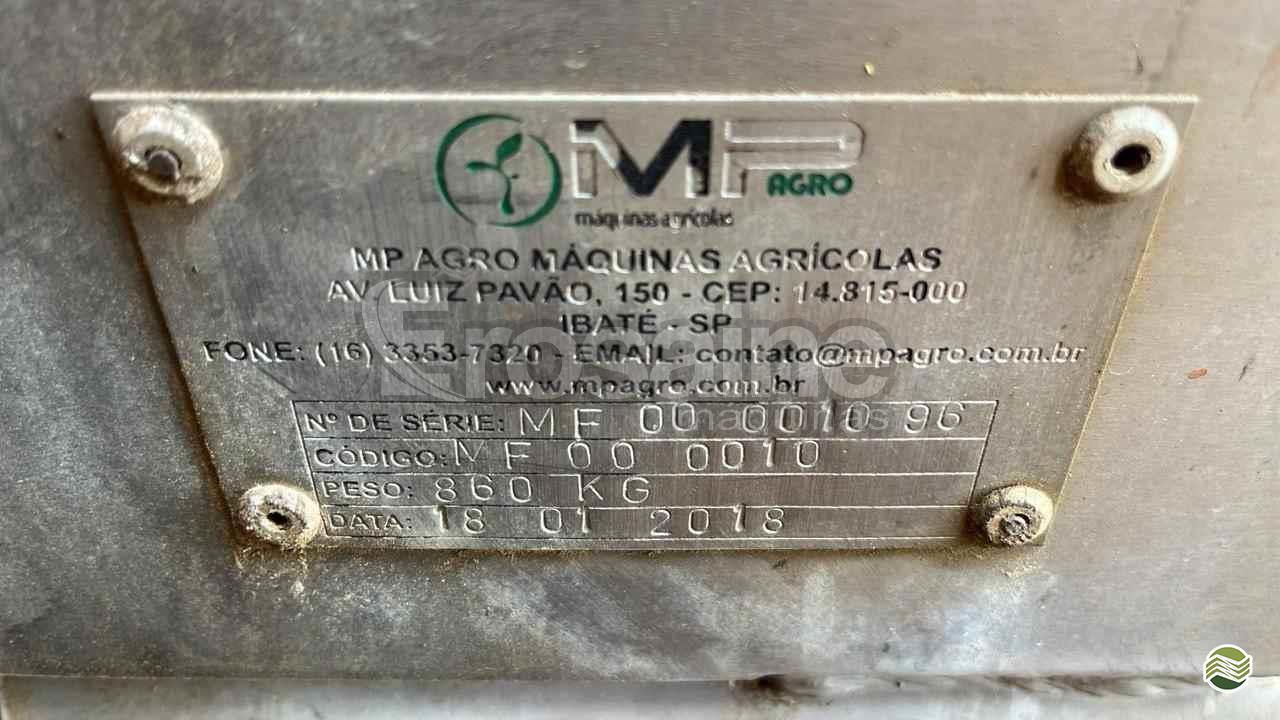 MP AGRO
máquinas agrícolas
MP AGRO MÁQUINAS AGRÍCOLAS
AV. LUIZ PAVÃO, 150 - CEP: 14.815-000
IBATÉ - SP
FONE: (16) 3353-7320 - EMAIL: contato@mpagro.com.br
www.mpagro.com.br
Nº DE SÉRIE: MF 00 0010 96
CÓDIGO: MF 00 0010
PESO: 860 KG
DATA: 18 01 2018
Erosaine
máquinas